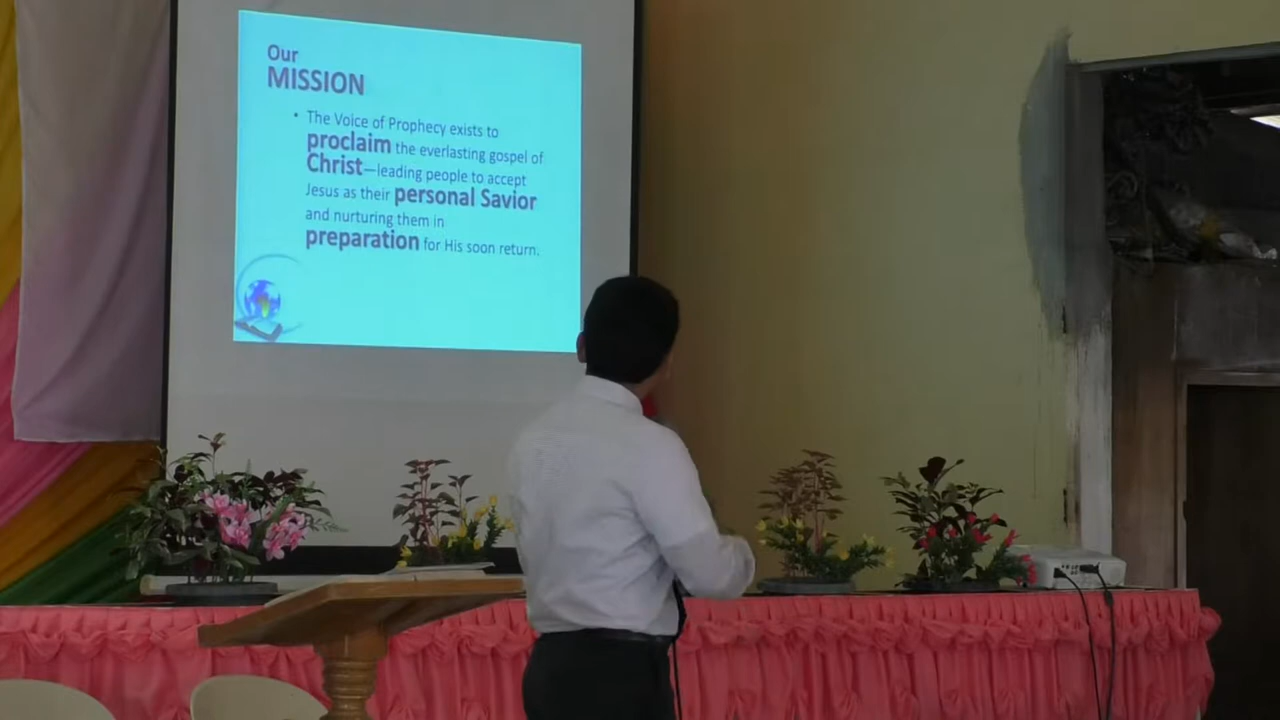 Our
MISSION
• The Voice of Prophecy exists to
proclaim the everlasting gospel of
Christ—leading people to accept
Jesus as their personal Savior
and nurturing them in
preparation for His soon return.